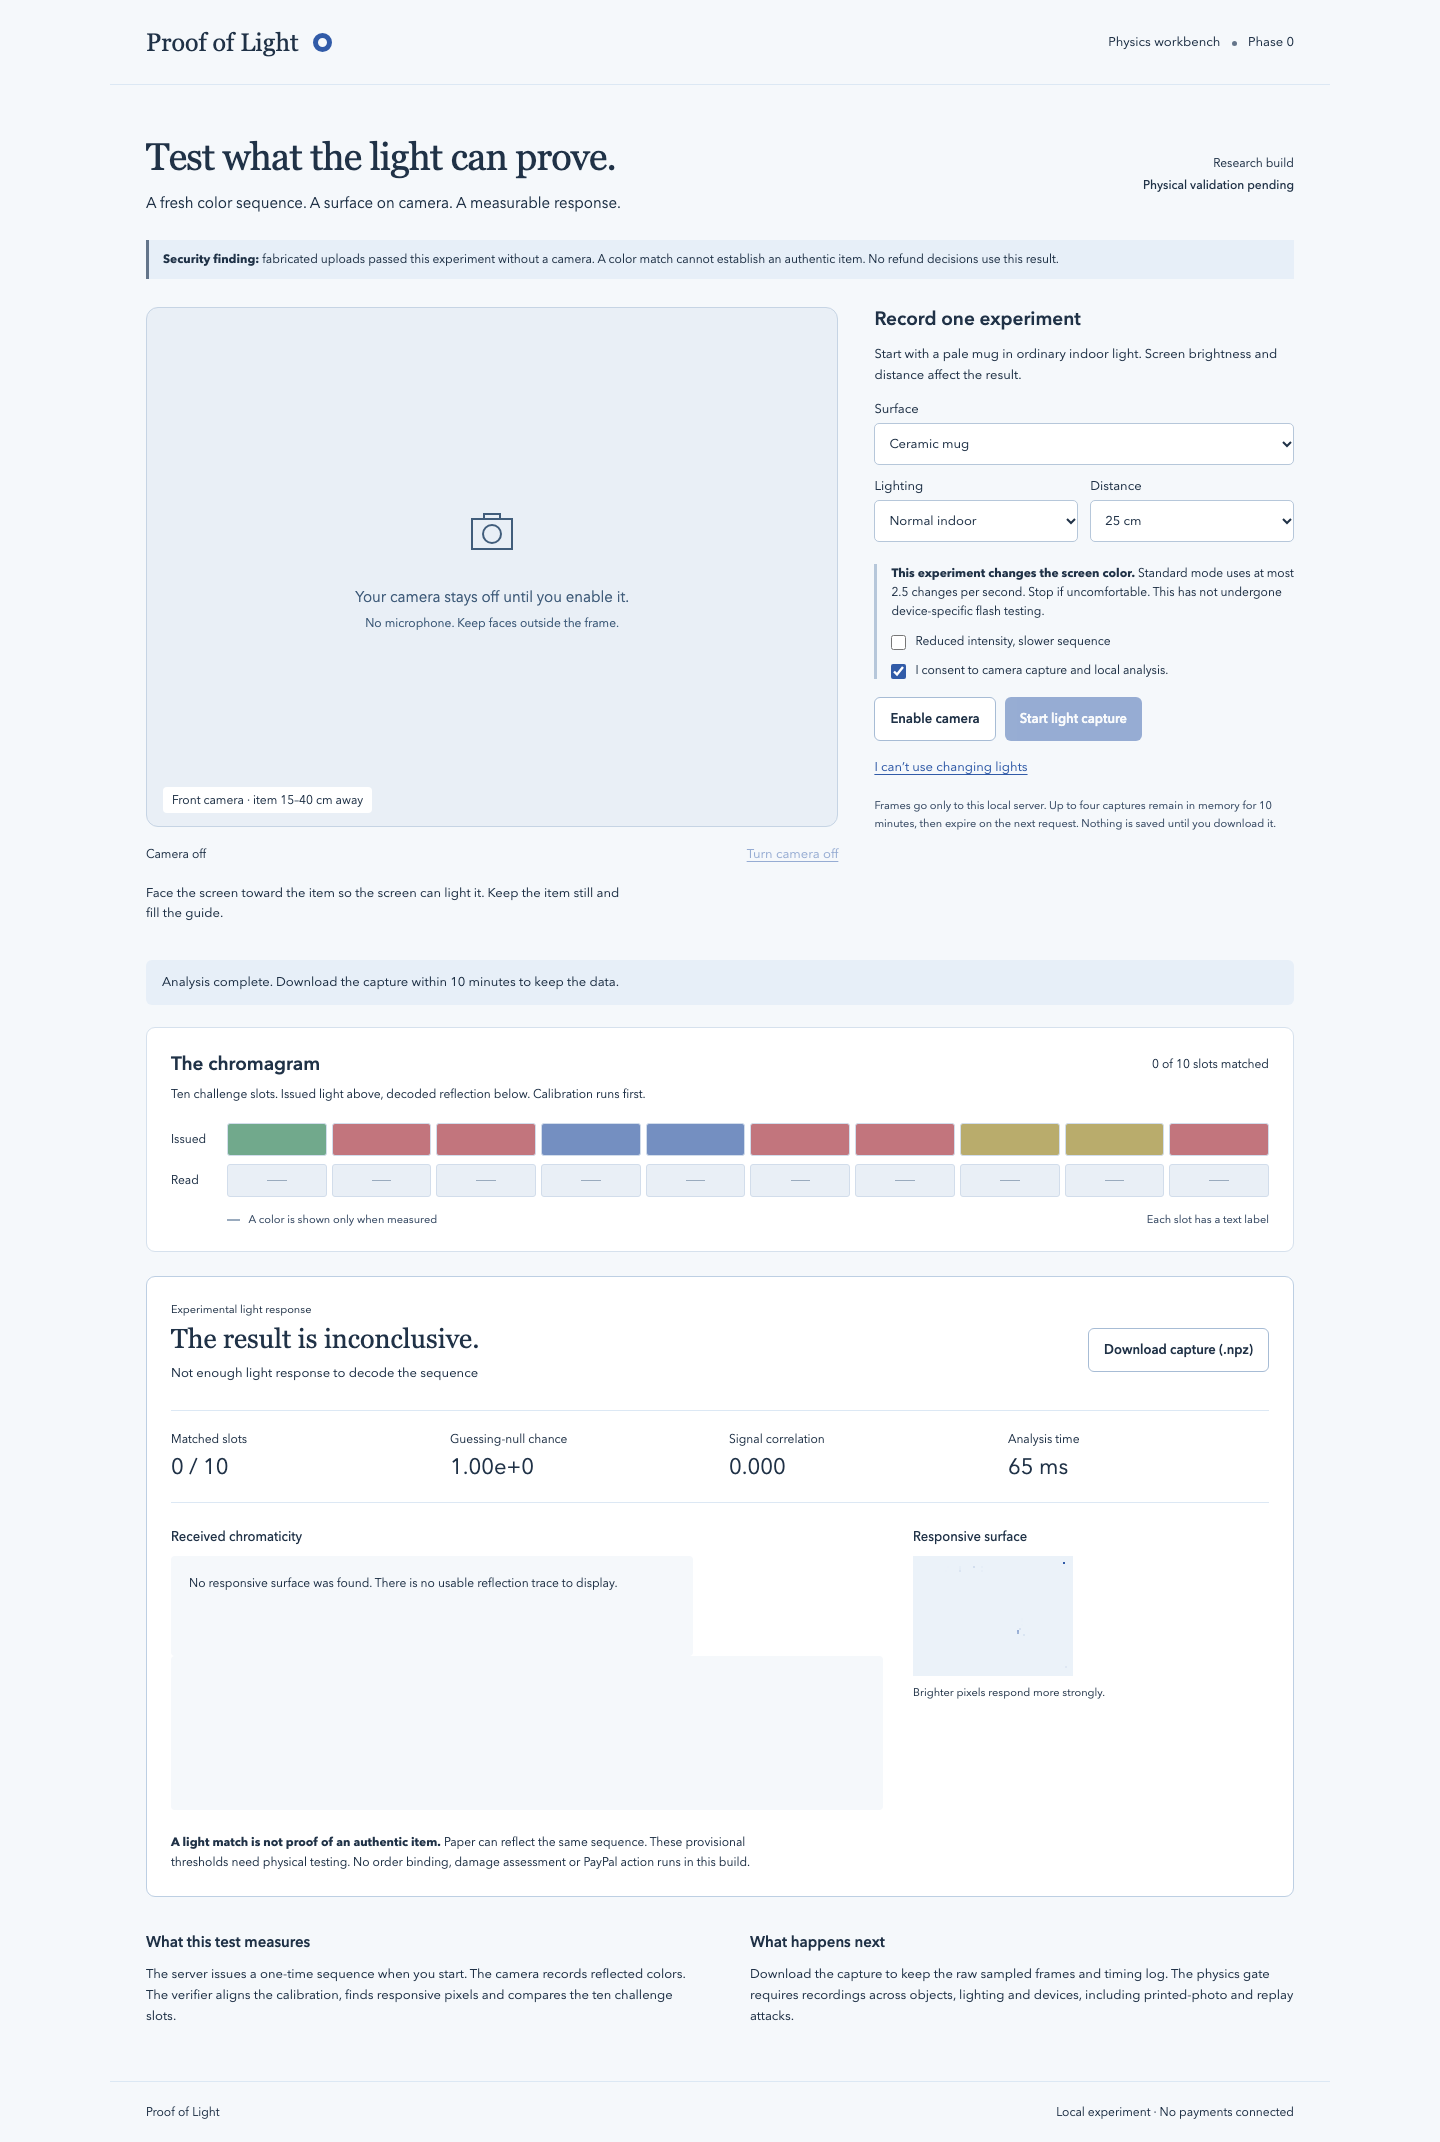 Proof of Light
Physics workbench • Phase 0
Test what the light can prove.
A fresh color sequence. A surface on camera. A measurable response.
Research build
Physical validation pending
Security finding: fabricated uploads passed this experiment without a camera. A color match cannot establish an authentic item. No refund decisions use this result.
Your camera stays off until you enable it.
No microphone. Keep faces outside the frame.
Front camera · item 15–40 cm away
Camera off
Turn camera off
Face the screen toward the item so the screen can light it. Keep the item still and
fill the guide.
Record one experiment
Start with a pale mug in ordinary indoor light. Screen brightness and
distance affect the result.
Surface
Ceramic mug
Lighting
Distance
Normal indoor
25 cm
This experiment changes the screen color. Standard mode uses at most
2.5 changes per second. Stop if uncomfortable. This has not undergone
device-specific flash testing.
Reduced intensity, slower sequence
I consent to camera capture and local analysis.
Enable camera
Start light capture
I can’t use changing lights
Frames go only to this local server. Up to four captures remain in memory for 10
minutes, then expire on the next request. Nothing is saved until you download it.
Analysis complete. Download the capture within 10 minutes to keep the data.
The chromagram
0 of 10 slots matched
Ten challenge slots. Issued light above, decoded reflection below. Calibration runs first.
Issued
Read
— A color is shown only when measured
Each slot has a text label
Experimental light response
The result is inconclusive.
Not enough light response to decode the sequence
Download capture (.npz)
Matched slots
0 / 10
Guessing-null chance
1.00e+0
Signal correlation
0.000
Analysis time
65 ms
Received chromaticity
No responsive surface was found. There is no usable reflection trace to display.
Responsive surface
Brighter pixels respond more strongly.
A light match is not proof of an authentic item. Paper can reflect the same sequence. These provisional
thresholds need physical testing. No order binding, damage assessment or PayPal action runs in this build.
What this test measures
The server issues a one-time sequence when you start. The camera records reflected colors.
The verifier aligns the calibration, finds responsive pixels and compares the ten challenge
slots.
What happens next
Download the capture to keep the raw sampled frames and timing log. The physics gate
requires recordings across objects, lighting and devices, including printed-photo and replay
attacks.
Proof of Light
Local experiment · No payments connected